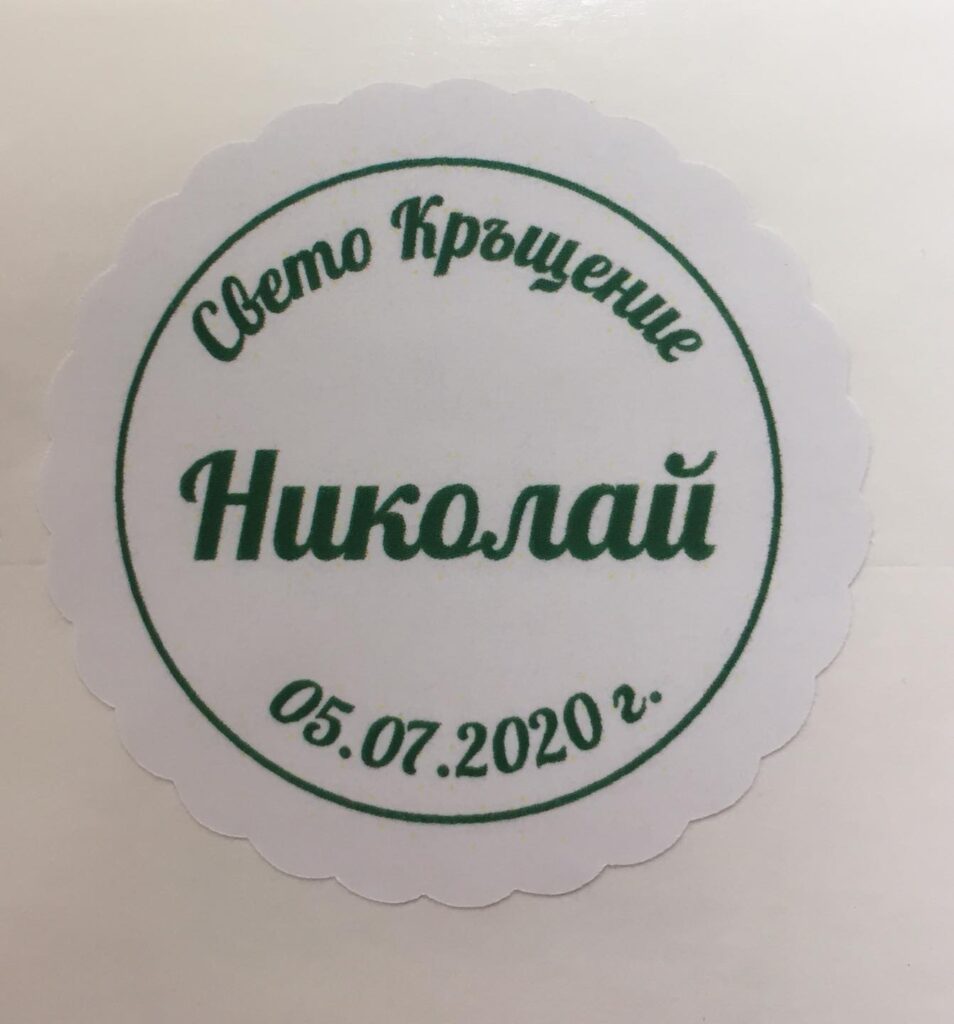 Свето Кръщение
Николай
05.07.2020 г.